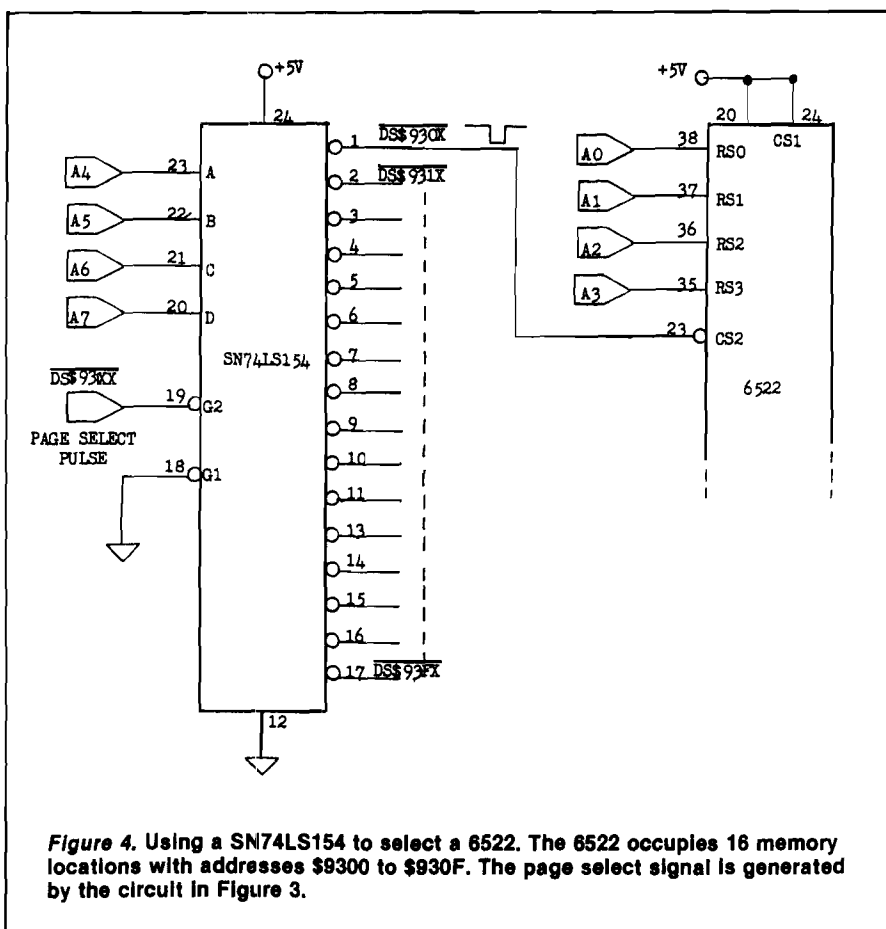 +5V
24
A4 23 A
A5 22 B
A6 21 C
A7 20 D
DS$93XX
19 G2
PAGE SELECT
PULSE
18 G1
SN74LS154
12
1 DS$930X
2 DS$931X
3
4
5
6
7
8
9
10
11
13
14
15
16
17 DS$93FX
+5V
20 24
CS1
A0 38 RS0
A1 37 RS1
A2 36 RS2
A3 35 RS3
23 CS2
6522
Figure 4. Using a SN74LS154 to select a 6522. The 6522 occupies 16 memory
locations with addresses $9300 to $930F. The page select signal is generated
by the circuit in Figure 3.